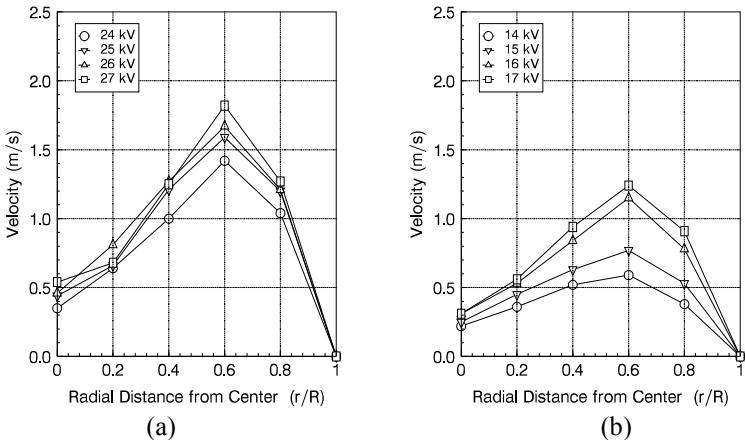 2.5
2.0
1.5
1.0
0.5
0.0
Velocity (m/s)
24 kV
25 kV
26 kV
27 kV
0
0.2
0.4
0.6
0.8
1
Radial Distance from Center (r/R)
(a)
2.5
2.0
1.5
1.0
0.5
0.0
Velocity (m/s)
14 kV
15 kV
16 kV
17 kV
0
0.2
0.4
0.6
0.8
1
Radial Distance from Center (r/R)
(b)